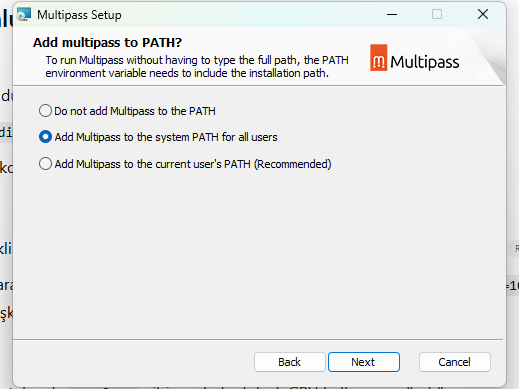 Multipass Setup
Add multipass to PATH?
To run Multipass without having to type the full path, the PATH
environment variable needs to include the installation path.
Multipass
Do not add Multipass to the PATH
Add Multipass to the system PATH for all users
Add Multipass to the current user's PATH (Recommended)
Back
Next
Cancel